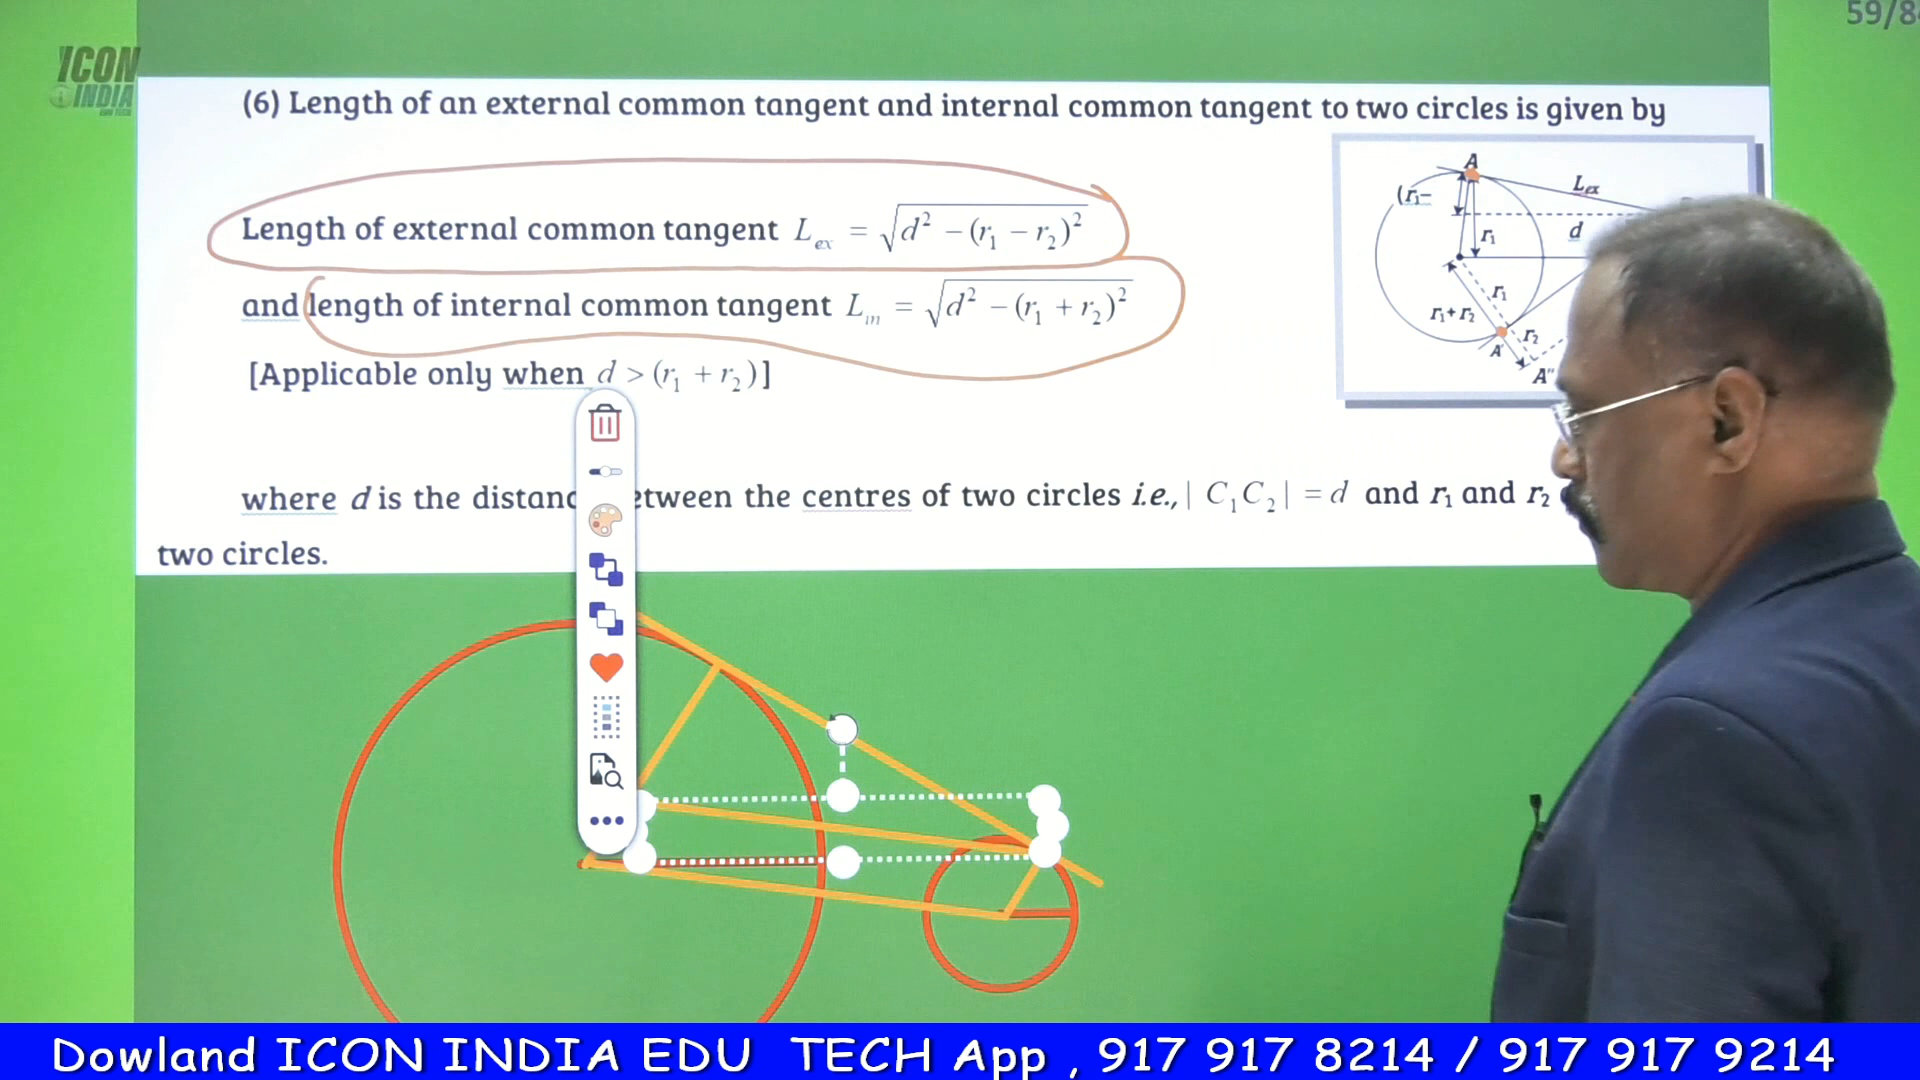 59/8
ICON
INDIA
EDU TECH
(6) Length of an external common tangent and internal common tangent to two circles is given by
Length of external common tangent L_ex = √(d² – (r₁ – r₂)²)
and length of internal common tangent L_in = √(d² – (r₁ + r₂)²)
[Applicable only when d > (r₁ + r₂)]
A
L_ex
(r₁–
r₁
d
r₁
r₁+r₂
r₂
A'
A"
where d is the distanc etween the centres of two circles i.e., | C₁C₂ | = d and r₁ and r₂
two circles.
Dowland ICON INDIA EDU TECH App , 917 917 8214 / 917 917 9214